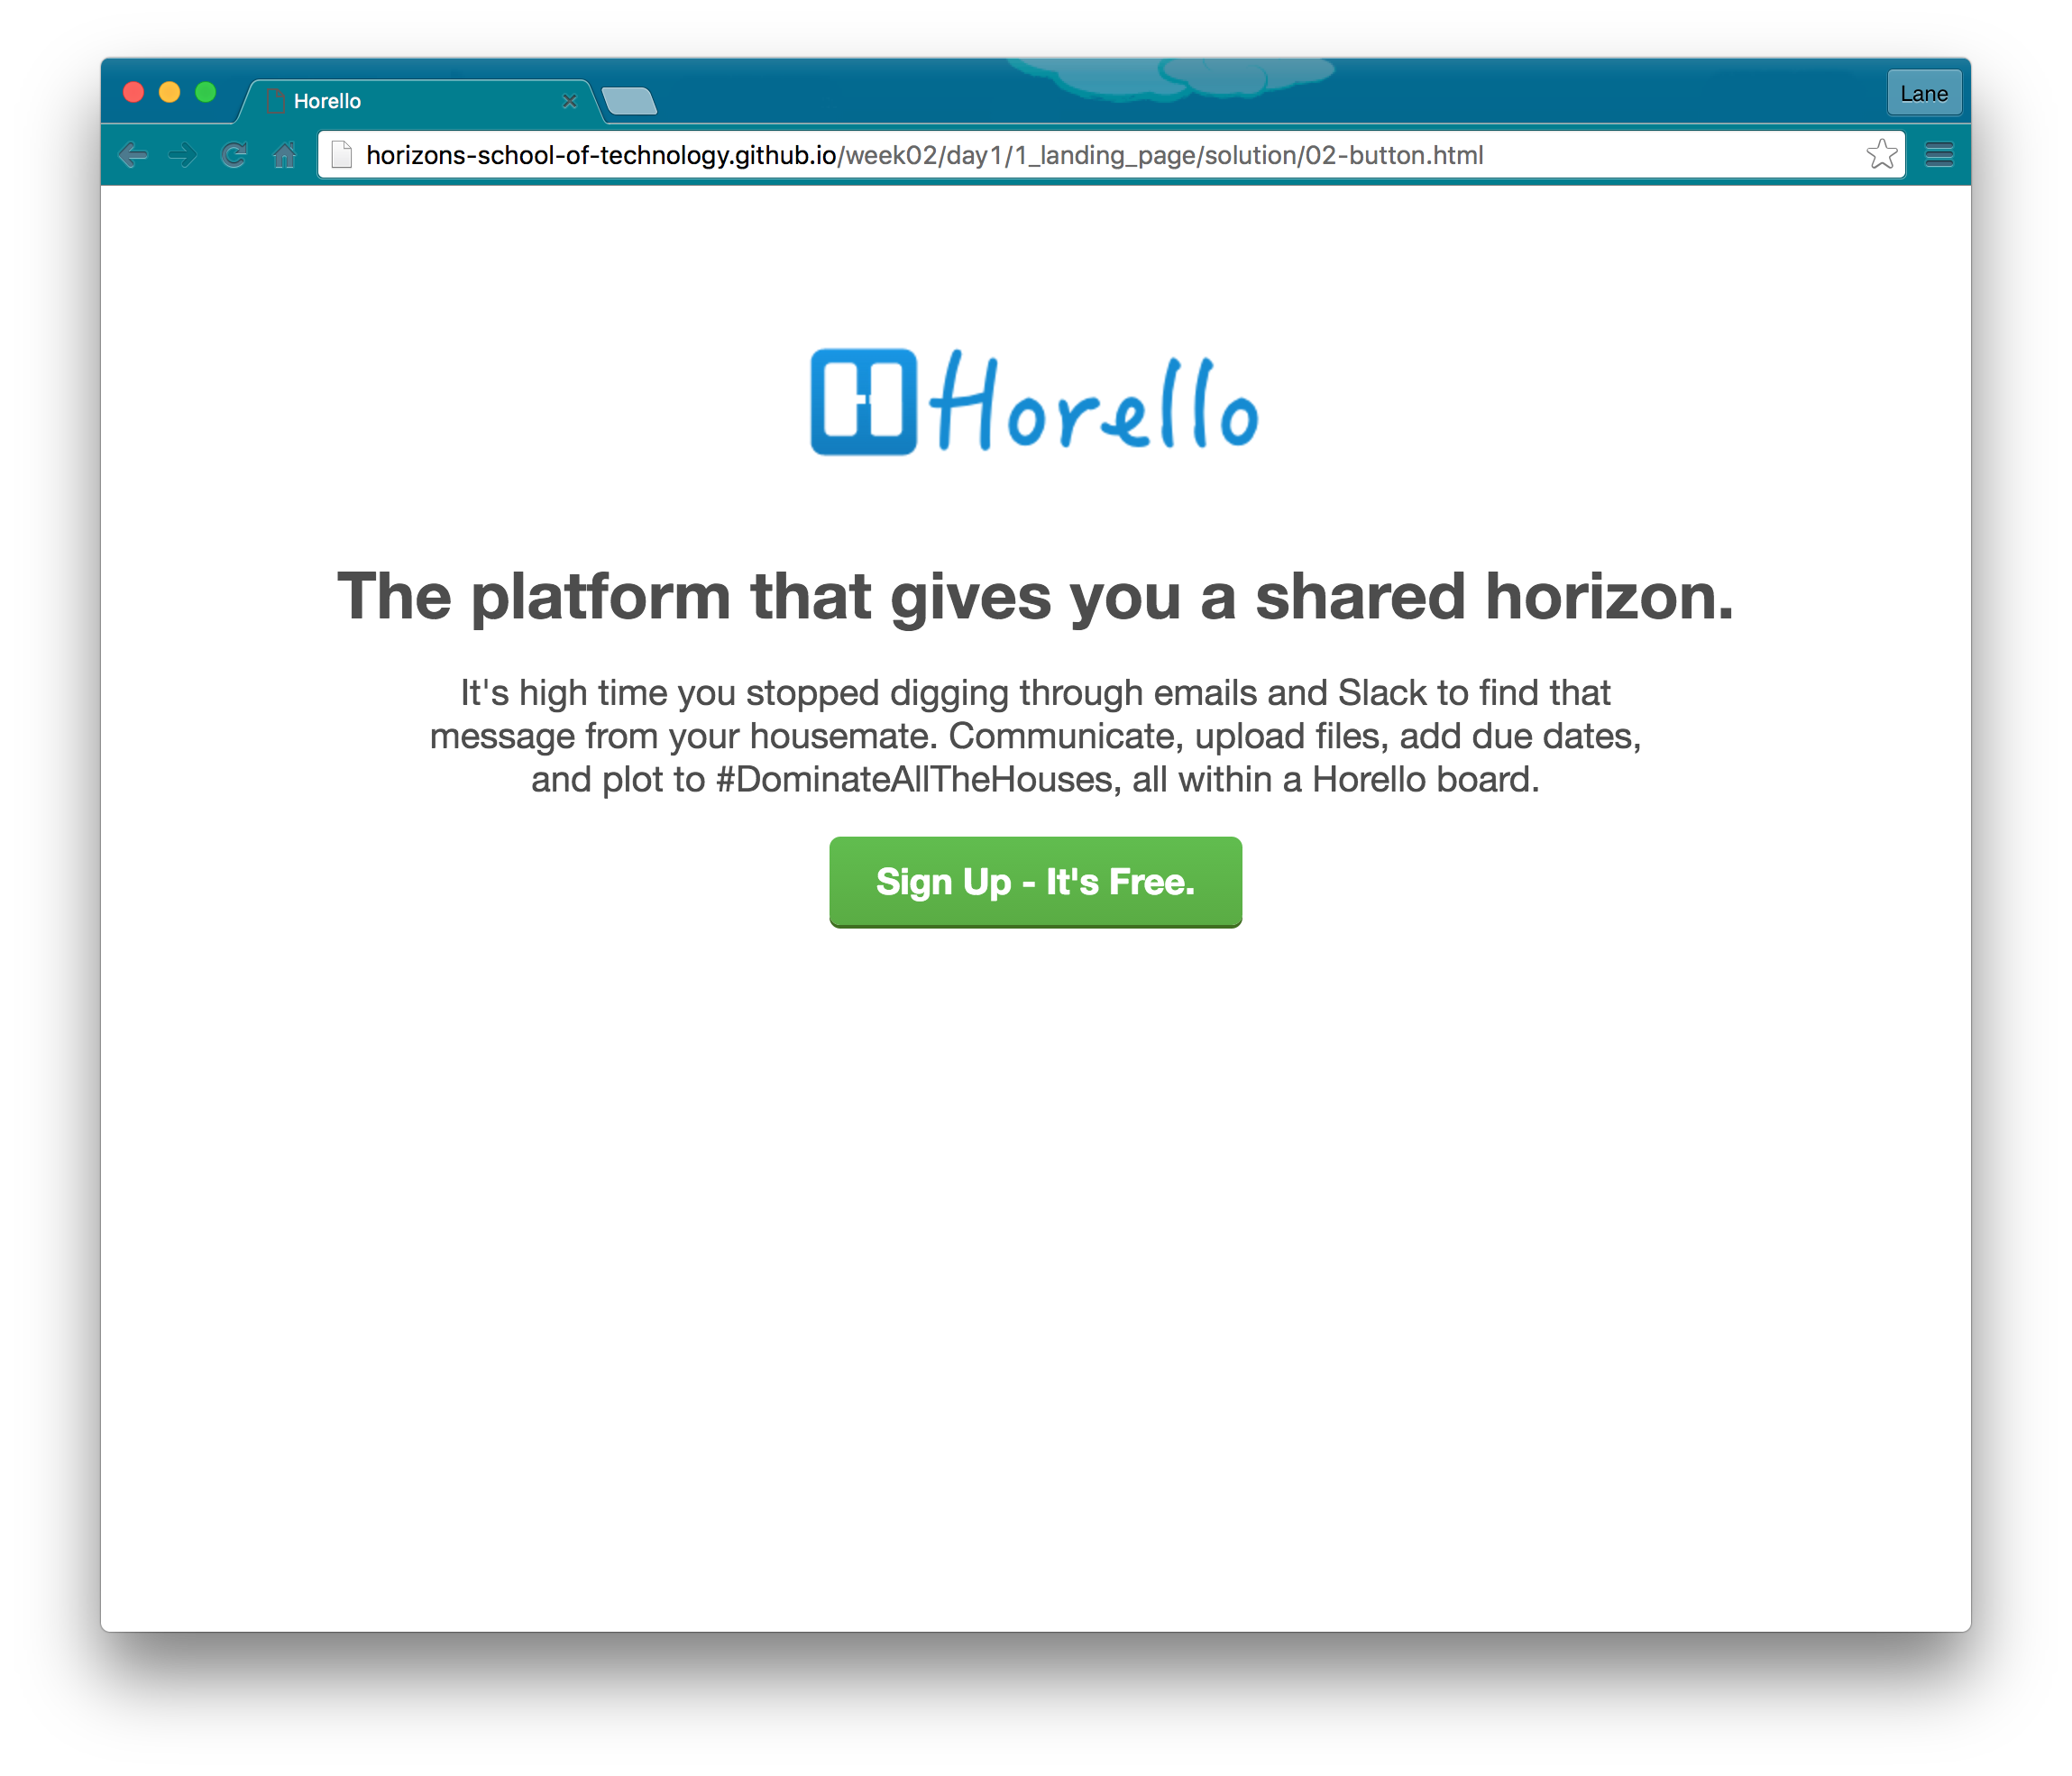 Horello
Lane
horizons-school-of-technology.github.io/week02/day1/1_landing_page/solution/02-button.html
Horello
The platform that gives you a shared horizon.
It's high time you stopped digging through emails and Slack to find that
message from your housemate. Communicate, upload files, add due dates,
and plot to #DominateAllTheHouses, all within a Horello board.
Sign Up - It's Free.